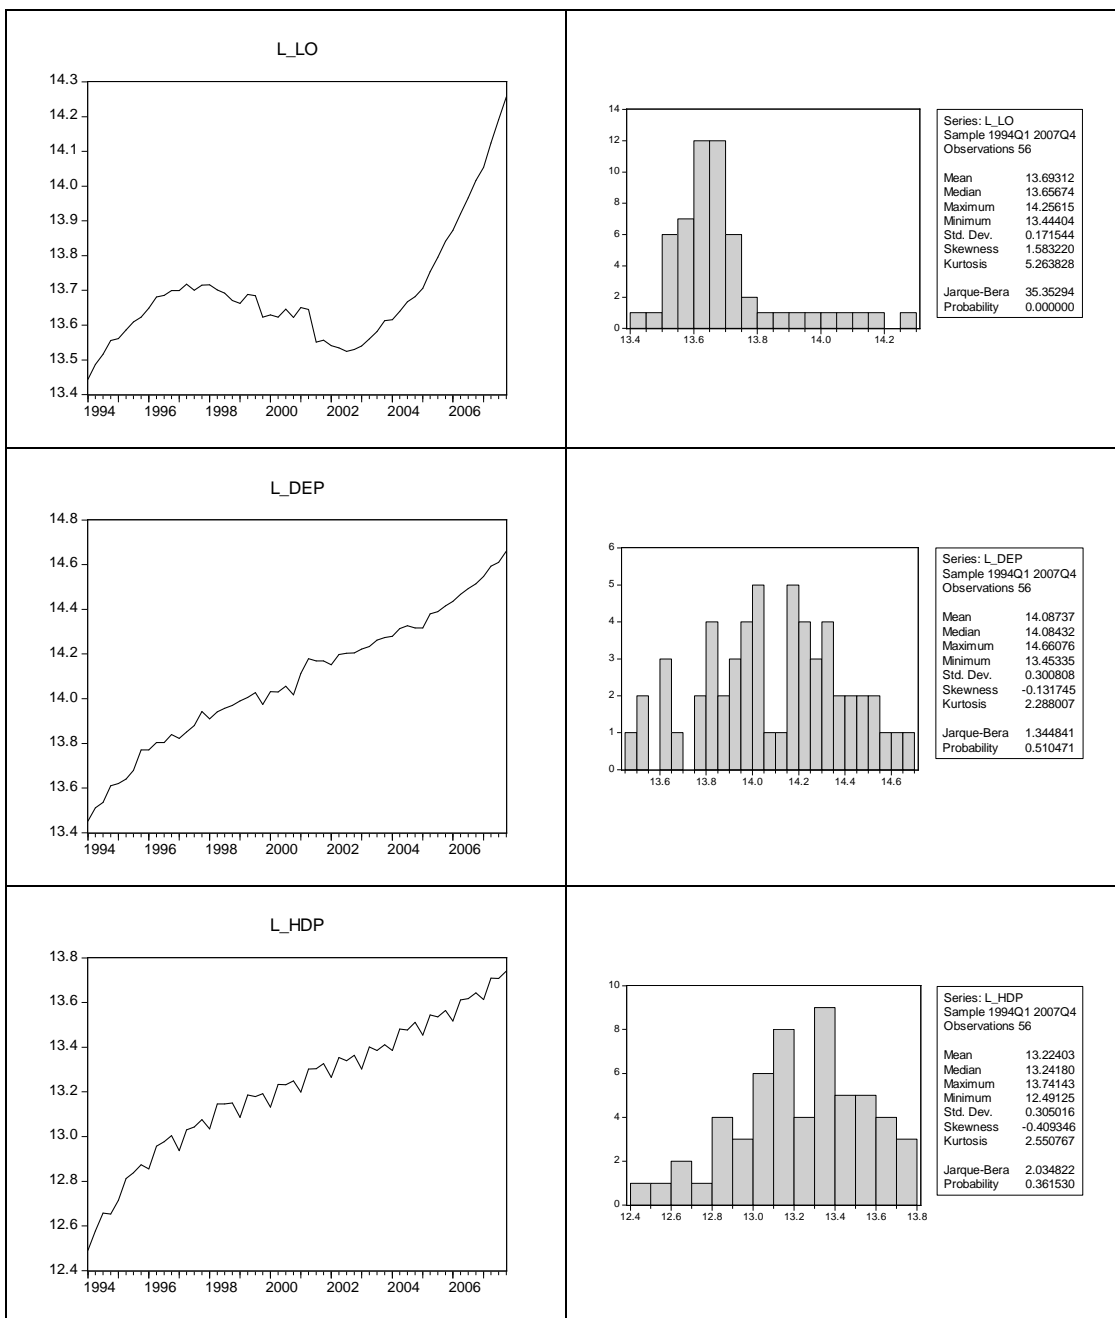 L_LO
14.3
14.2
14.1
14.0
13.9
13.8
13.7
13.6
13.5
13.4
1994 1996 1998 2000 2002 2004 2006
14
12
10
8
6
4
2
0
13.4 13.6 13.8 14.0 14.2
Series: L_LO
Sample 1994Q1 2007Q4
Observations 56
Mean 13.69312
Median 13.65674
Maximum 14.25615
Minimum 13.44404
Std. Dev. 0.171544
Skewness 1.583220
Kurtosis 5.263828
Jarque-Bera 35.35294
Probability 0.000000
L_DEP
14.8
14.6
14.4
14.2
14.0
13.8
13.6
13.4
1994 1996 1998 2000 2002 2004 2006
6
5
4
3
2
1
0
13.6 13.8 14.0 14.2 14.4 14.6
Series: L_DEP
Sample 1994Q1 2007Q4
Observations 56
Mean 14.08737
Median 14.08432
Maximum 14.66076
Minimum 13.45335
Std. Dev. 0.300808
Skewness -0.131745
Kurtosis 2.288007
Jarque-Bera 1.344841
Probability 0.510471
L_HDP
13.8
13.6
13.4
13.2
13.0
12.8
12.6
12.4
1994 1996 1998 2000 2002 2004 2006
10
8
6
4
2
0
12.4 12.6 12.8 13.0 13.2 13.4 13.6 13.8
Series: L_HDP
Sample 1994Q1 2007Q4
Observations 56
Mean 13.22403
Median 13.24180
Maximum 13.74143
Minimum 12.49125
Std. Dev. 0.305016
Skewness -0.409346
Kurtosis 2.550767
Jarque-Bera 2.034822
Probability 0.361530